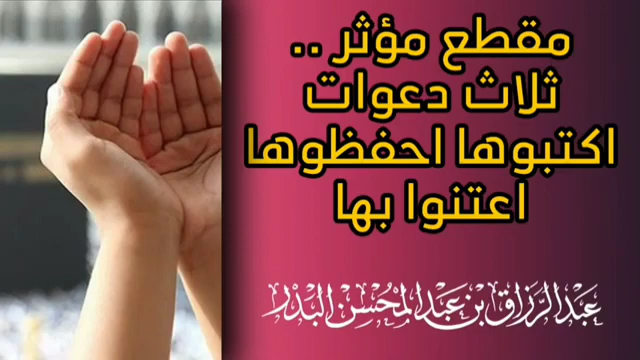 مقطع مؤثر ..
ثلاث دعوات
اكتبوها احفظوها
اعتنوا بها
عبد الرزاق بن عبد المحسن البدر